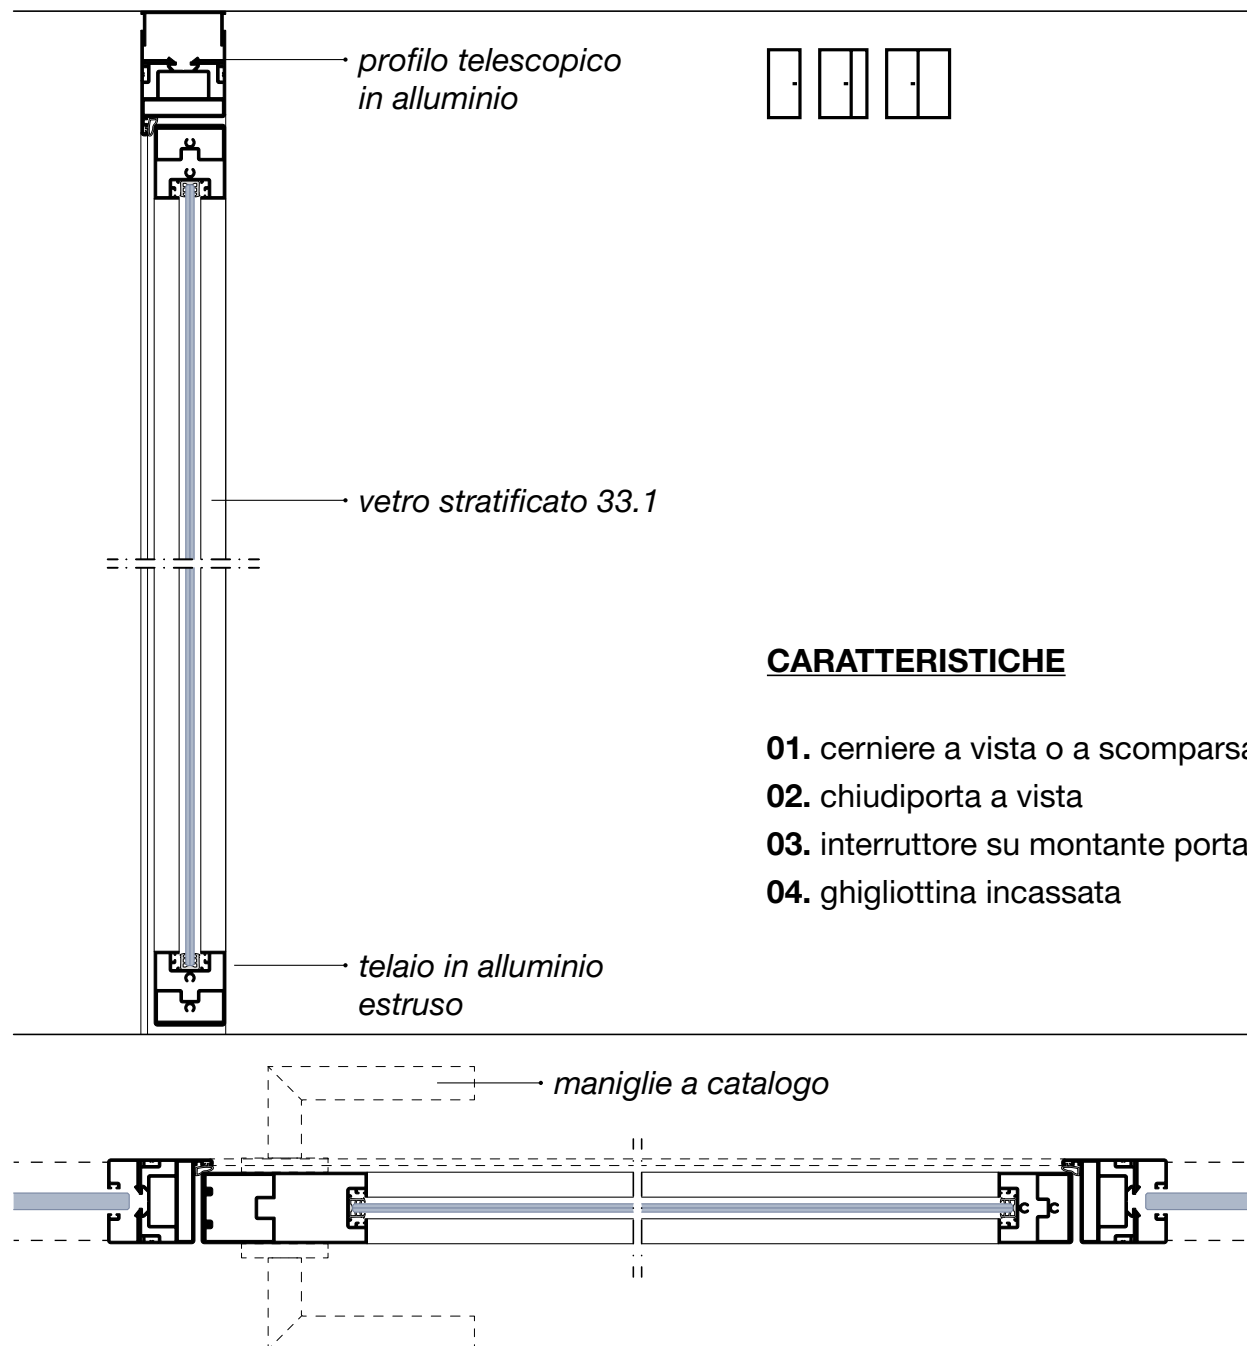 profilo telescopico
in alluminio
vetro stratificato 33.1
CARATTERISTICHE
01. cerniere a vista o a scomparsa
02. chiudiporta a vista
03. interruttore su montante porta
04. ghigliottina incassata
telaio in alluminio
estruso
maniglie a catalogo